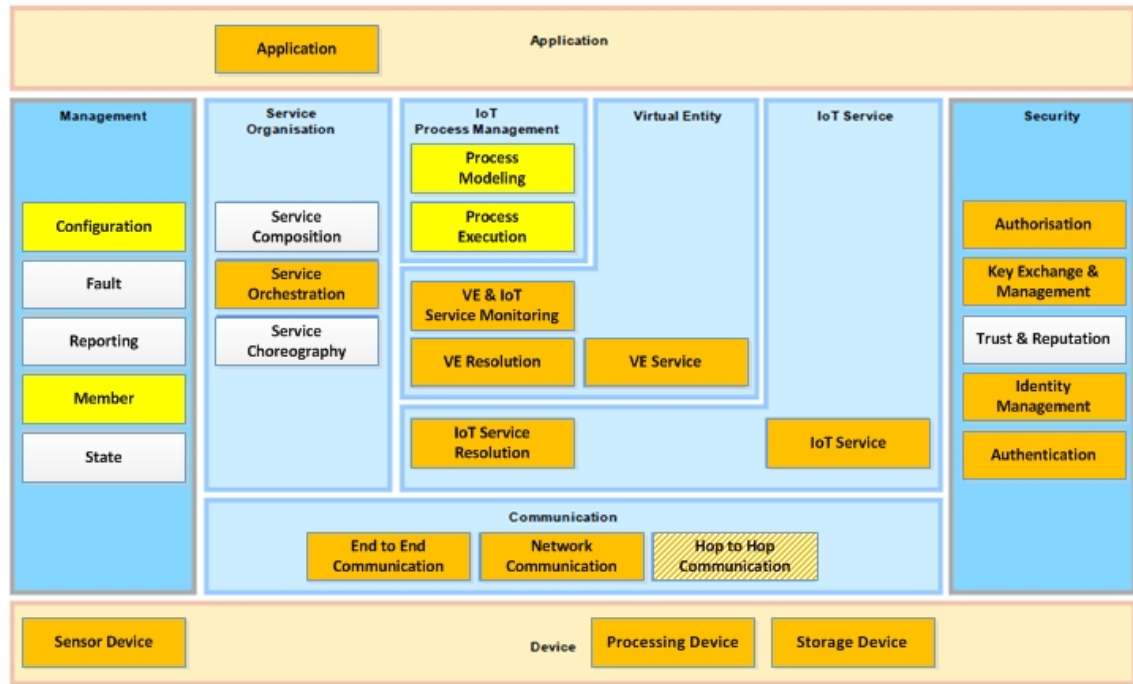 Application
Application
Management
Configuration
Fault
Reporting
Member
State
Service
Organisation
Service
Composition
Service
Orchestration
Service
Choreography
IoT
Process Management
Process
Modeling
Process
Execution
Virtual Entity
VE & IoT
Service Monitoring
VE Resolution
VE Service
IoT Service
IoT Service
Resolution
IoT Service
Security
Authorisation
Key Exchange &
Management
Trust & Reputation
Identity
Management
Authentication
Communication
End to End
Communication
Network
Communication
Hop to Hop
Communication
Sensor Device
Device
Processing Device
Storage Device